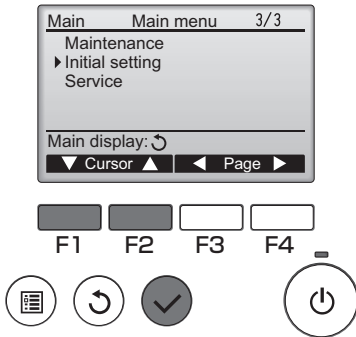 Main Main menu 3/3
Maintenance
Initial setting
Service
Main display:
Cursor Page
F1 F2 F3 F4